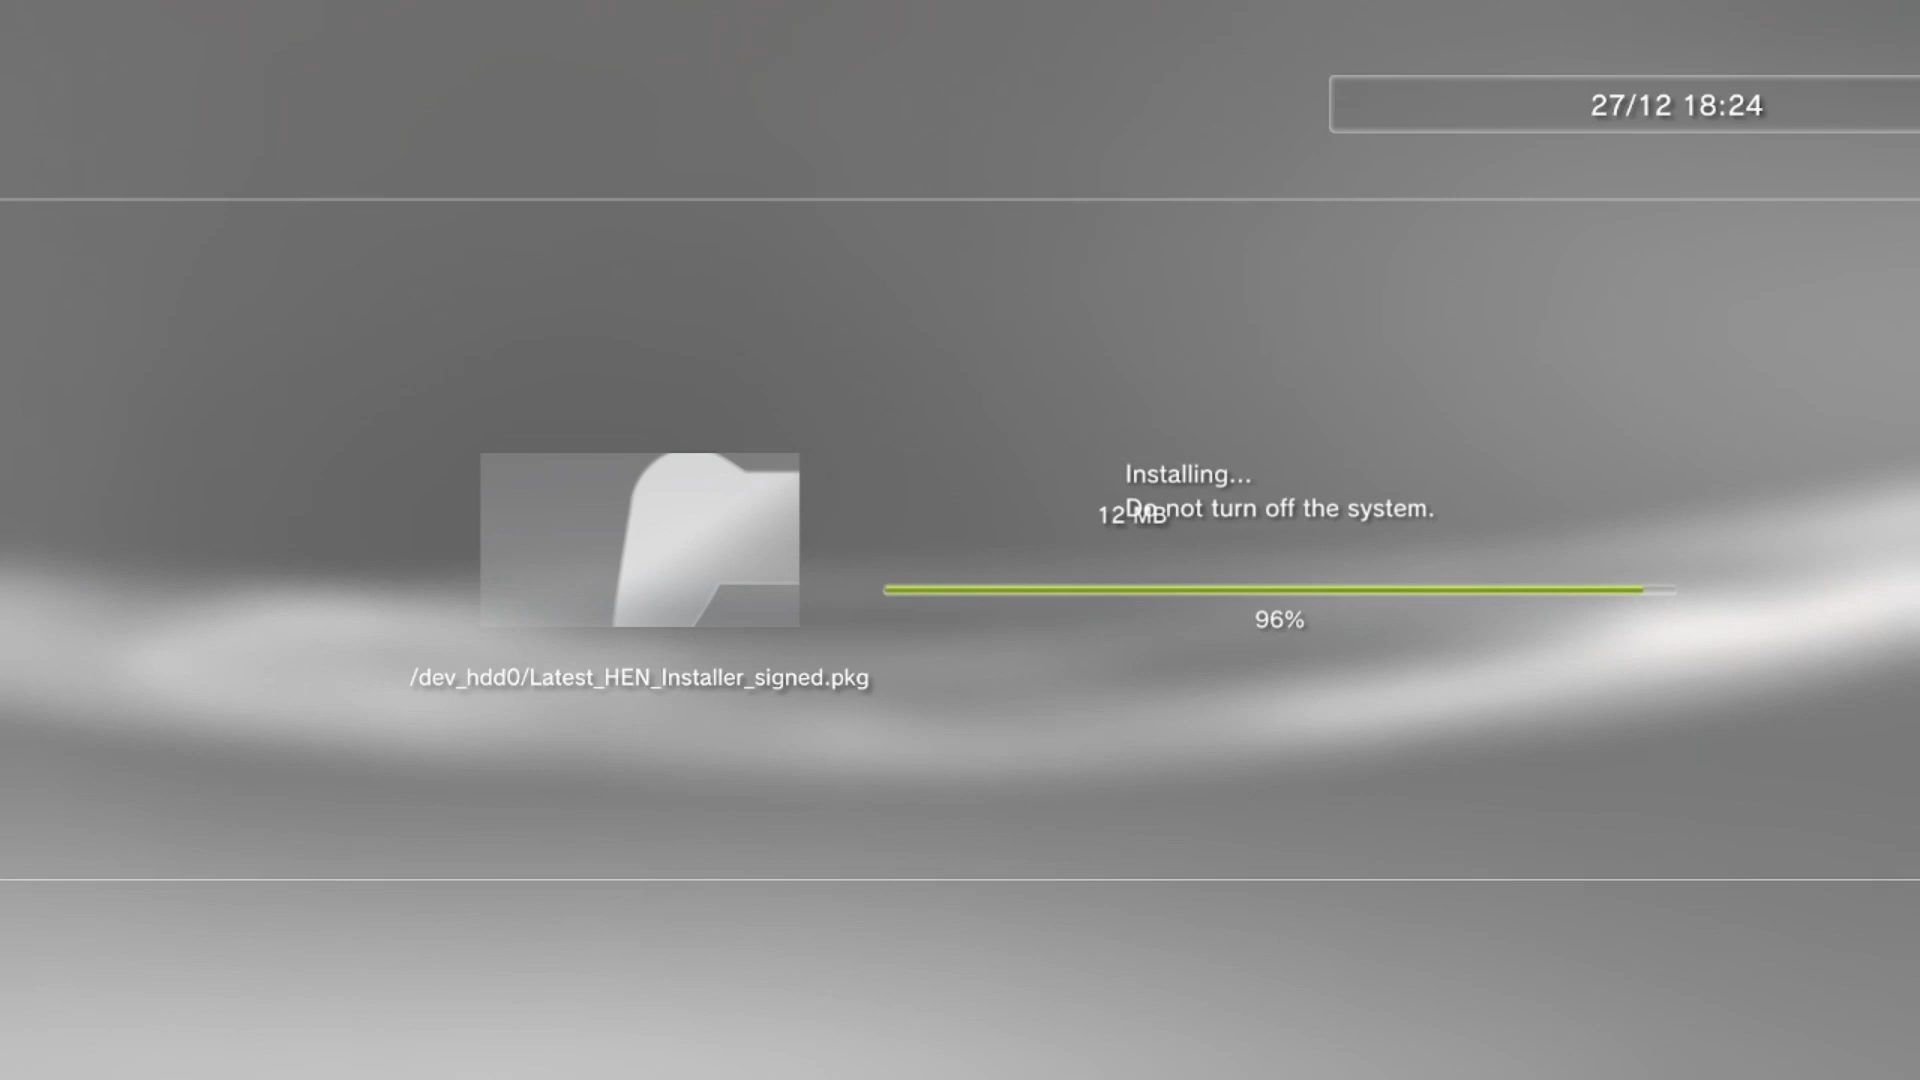 27/12 18:24
Installing...
Do not turn off the system.
12 MB
96%
/dev_hdd0/Latest_HEN_Installer_signed.pkg